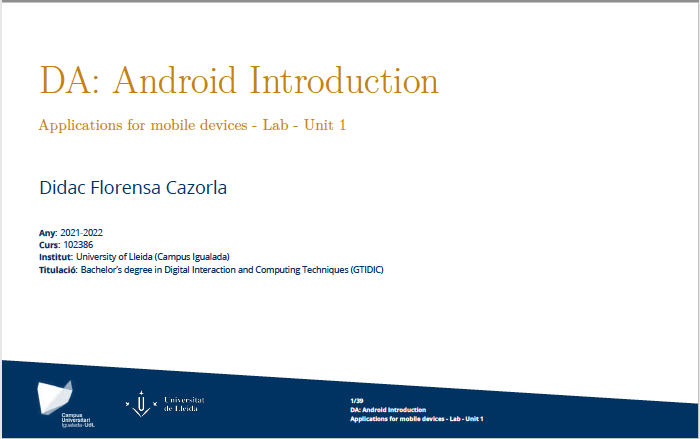 DA: Android Introduction
Applications for mobile devices - Lab - Unit 1
Didac Florensa Cazorla
Any: 2021-2022
Curs: 102386
Institut: University of Lleida (Campus Igualada)
Titulació: Bachelor's degree in Digital Interaction and Computing Techniques (GTIDIC)
Campus
Universitari
Igualada-UdL
Universitat
de Lleida
1/39
DA: Android Introduction
Applications for mobile devices - Lab - Unit 1